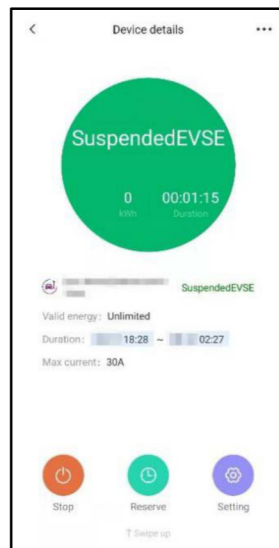 Device details
SuspendedEVSE
0 00:01:15
kWh Duration
SuspendedEVSE
Valid energy: Unlimited
Duration: 18:28 ~ 02:27
Max current: 30A
Stop Reserve Setting
Swipe up